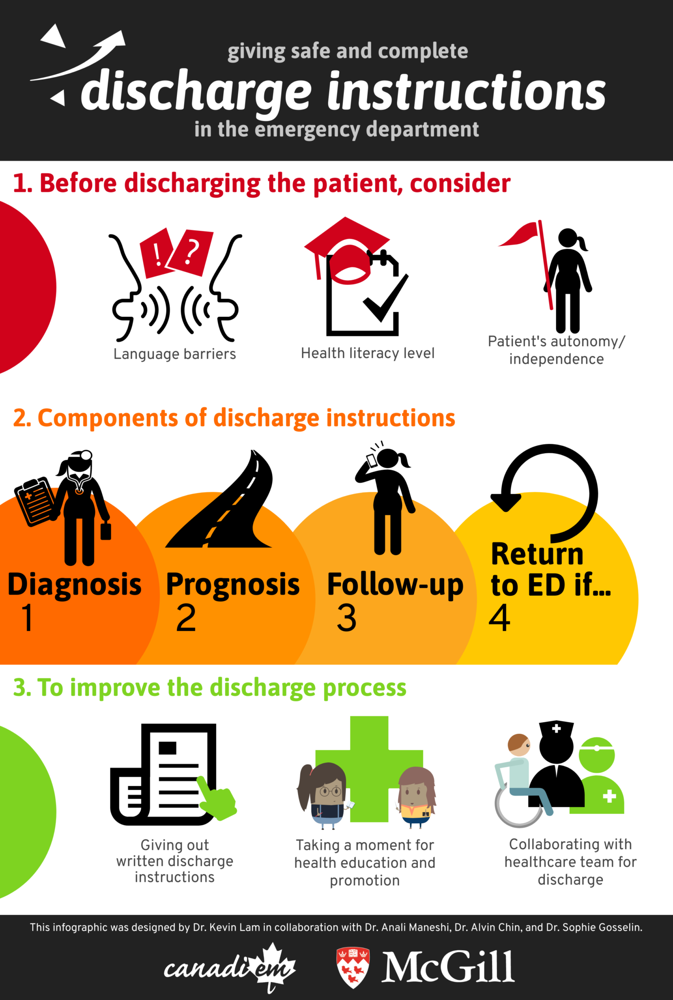 giving safe and complete
discharge instructions
in the emergency department
1. Before discharging the patient, consider
! ?
Language barriers
Health literacy level
Patient's autonomy/
independence
2. Components of discharge instructions
Diagnosis
1
Prognosis
2
Follow-up
3
Return
to ED if...
4
3. To improve the discharge process
Giving out
written discharge
instructions
Taking a moment for
health education and
promotion
Collaborating with
healthcare team for
discharge
This infographic was designed by Dr. Kevin Lam in collaboration with Dr. Anali Maneshi, Dr. Alvin Chin, and Dr. Sophie Gosselin.
canadiem
McGill